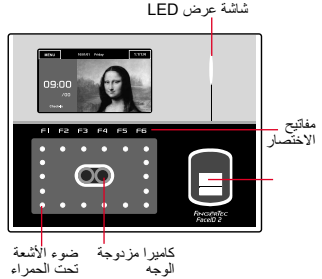 شاشة عرض LED
MENU
Friday
09:00
F1 F2 F3 F4 F5 F6
مفاتيح
الاختصار
FINGERTEC
FaceID 2
كاميرا مزدوجة
الوجه
ضوء الأشعة
تحت الحمراء